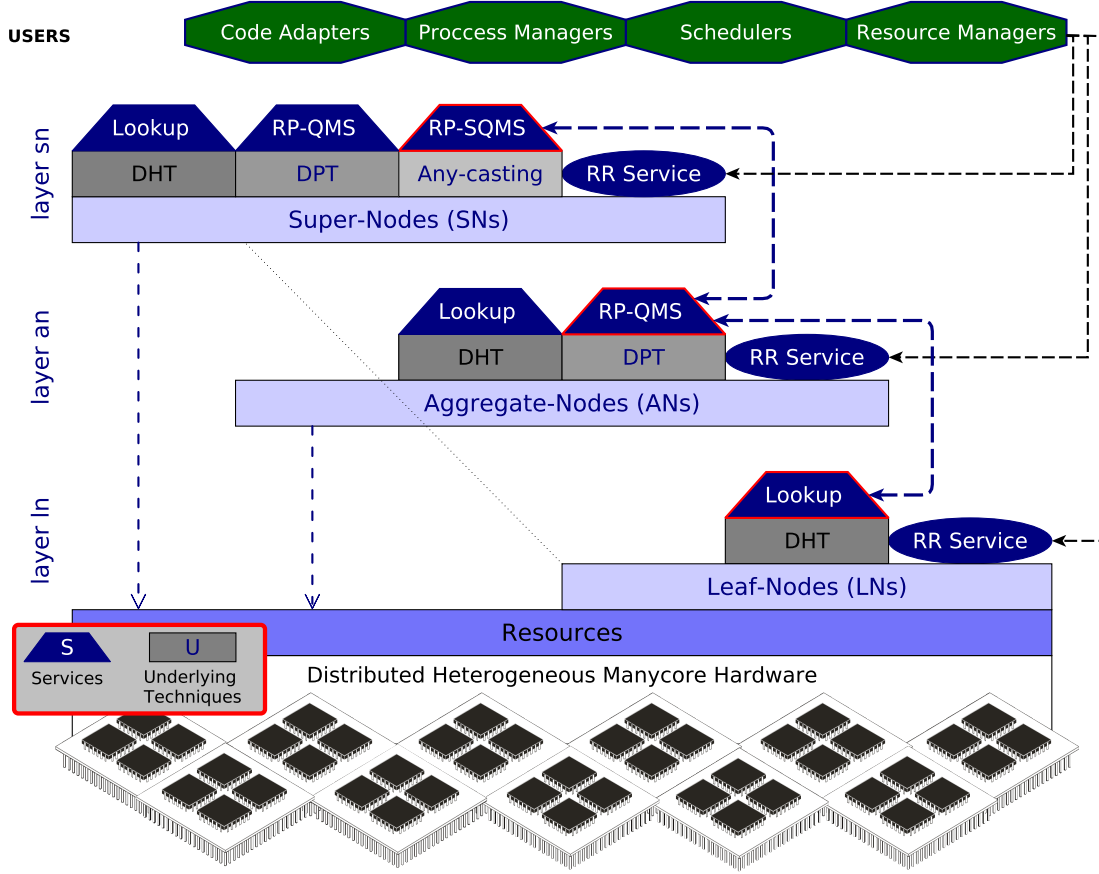 USERS
Code Adapters
Proccess Managers
Schedulers
Resource Managers
layer sn
Lookup
RP-QMS
RP-SQMS
DHT
DPT
Any-casting
RR Service
Super-Nodes (SNs)
layer an
Lookup
RP-QMS
DHT
DPT
RR Service
Aggregate-Nodes (ANs)
layer ln
Lookup
DHT
RR Service
Leaf-Nodes (LNs)
Resources
S
U
Services
Underlying
Techniques
Distributed Heterogeneous Manycore Hardware